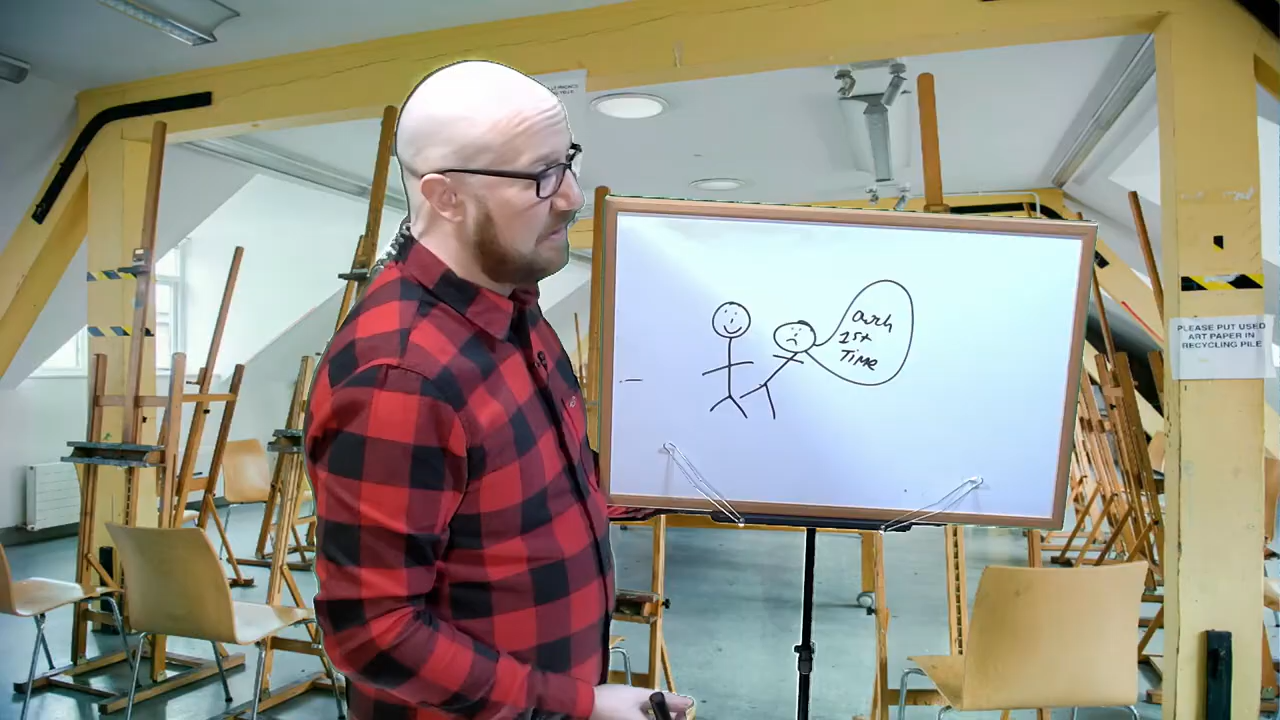 arh
1st
TIME
PLEASE PUT USED
ART PAPER IN
RECYCLING PILE